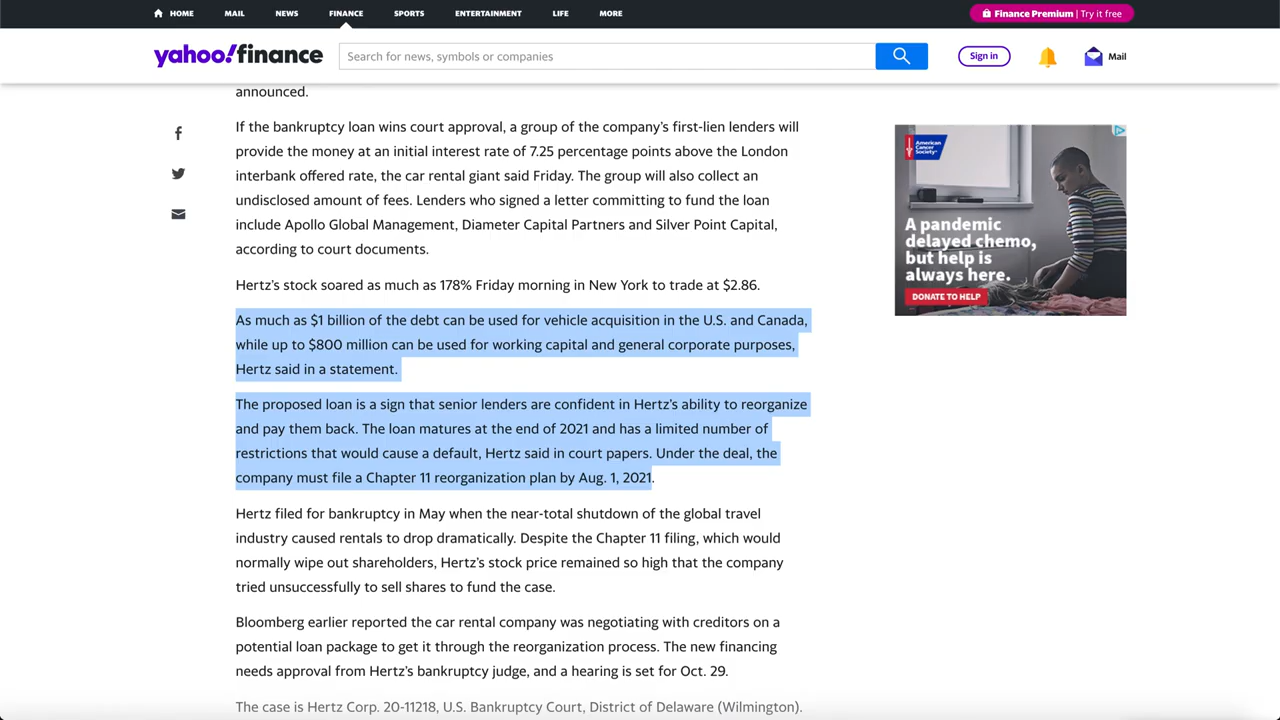 HOME MAIL NEWS FINANCE SPORTS ENTERTAINMENT LIFE MORE Finance Premium | Try it free
yahoo!finance Search for news, symbols or companies Sign in Mail
announced.
If the bankruptcy loan wins court approval, a group of the company’s first-lien lenders will
provide the money at an initial interest rate of 7.25 percentage points above the London
interbank offered rate, the car rental giant said Friday. The group will also collect an
undisclosed amount of fees. Lenders who signed a letter committing to fund the loan
include Apollo Global Management, Diameter Capital Partners and Silver Point Capital,
according to court documents.
Hertz’s stock soared as much as 178% Friday morning in New York to trade at $2.86.
As much as $1 billion of the debt can be used for vehicle acquisition in the U.S. and Canada,
while up to $800 million can be used for working capital and general corporate purposes,
Hertz said in a statement.
The proposed loan is a sign that senior lenders are confident in Hertz’s ability to reorganize
and pay them back. The loan matures at the end of 2021 and has a limited number of
restrictions that would cause a default, Hertz said in court papers. Under the deal, the
company must file a Chapter 11 reorganization plan by Aug. 1, 2021.
Hertz filed for bankruptcy in May when the near-total shutdown of the global travel
industry caused rentals to drop dramatically. Despite the Chapter 11 filing, which would
normally wipe out shareholders, Hertz’s stock price remained so high that the company
tried unsuccessfully to sell shares to fund the case.
Bloomberg earlier reported the car rental company was negotiating with creditors on a
potential loan package to get it through the reorganization process. The new financing
needs approval from Hertz’s bankruptcy judge, and a hearing is set for Oct. 29.
The case is Hertz Corp. 20-11218, U.S. Bankruptcy Court, District of Delaware (Wilmington).
American
Cancer
Society
A pandemic
delayed chemo,
but help is
always here.
DONATE TO HELP